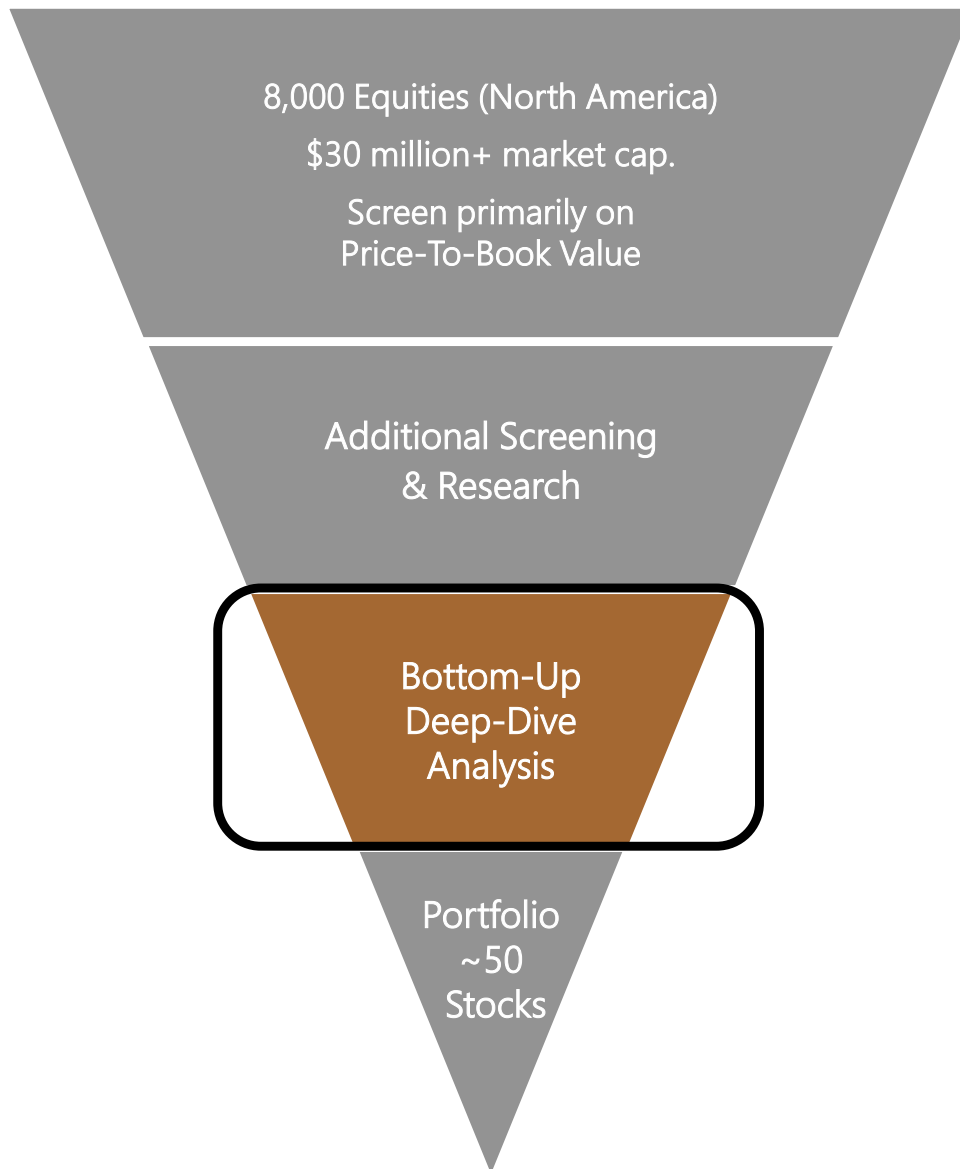 8,000 Equities (North America)
$30 million+ market cap.
Screen primarily on
Price-To-Book Value
Additional Screening
& Research
Bottom-Up
Deep-Dive
Analysis
Portfolio
~50
Stocks